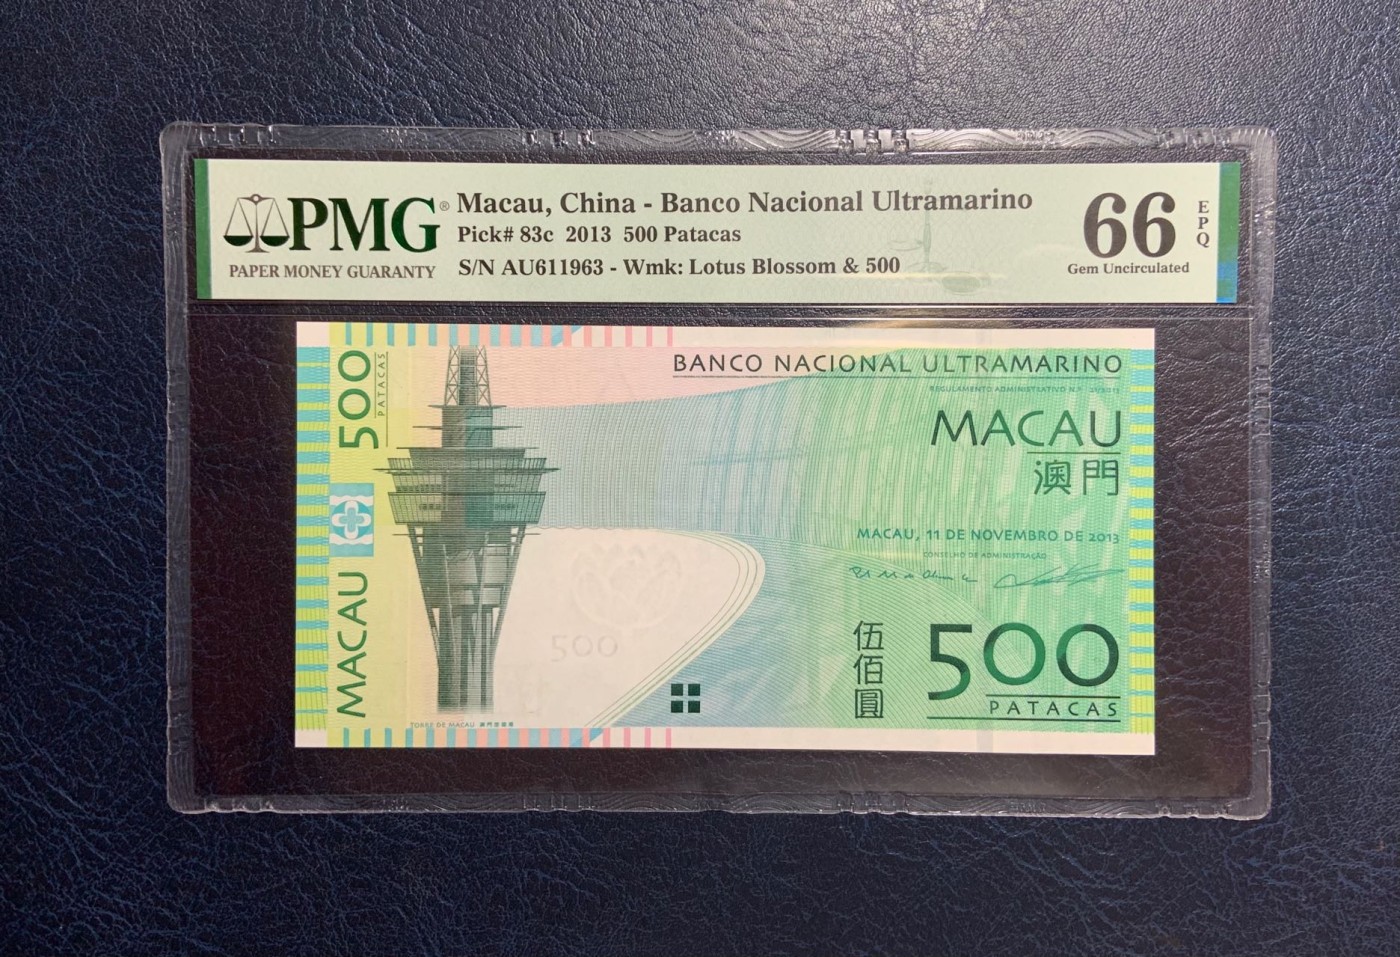 PMG®
PAPER MONEY GUARANTY
Macau, China - Banco Nacional Ultramarino
Pick# 83c 2013 500 Patacas
S/N AU611963 - Wmk: Lotus Blossom & 500
66
EPQ
Gem Uncirculated
500
PATACAS
MACAU
BANCO NACIONAL ULTRAMARINO
MACAU
澳門
MACAU, 11 DE NOVEMBRO DE 2013
CONSELHO DE ADMINISTRAÇÃO
500
伍佰圓
500
PATACAS
TORRE DE MACAU